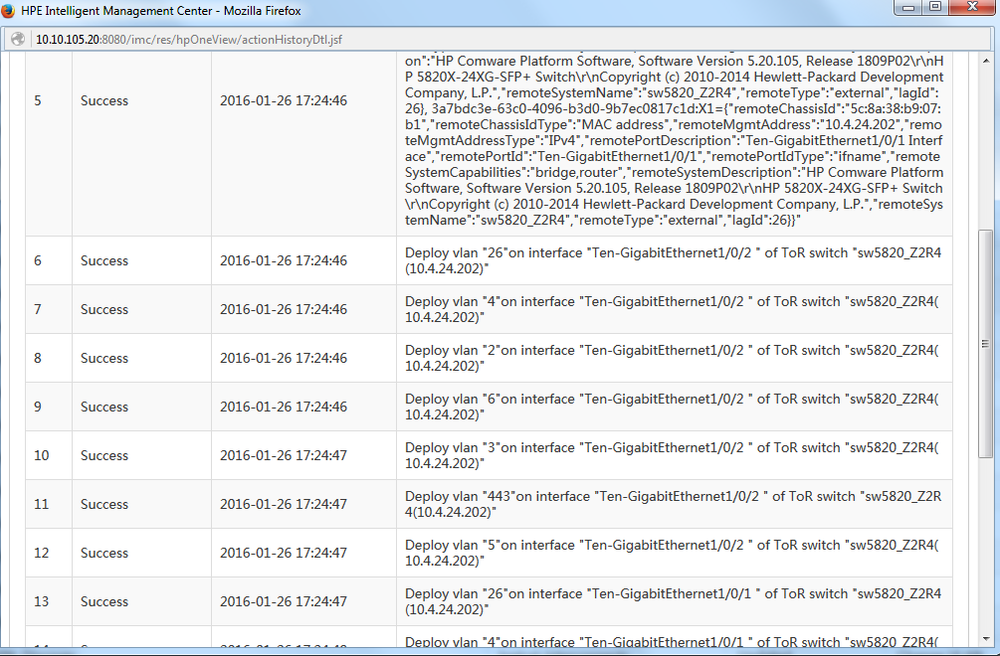 HPE Intelligent Management Center - Mozilla Firefox
10.10.105.20:8080/imc/res/hpOneView/actionHistoryDtl.jsf
on":"HP Comware Platform Software, Software Version 5.20.105, Release 1809P02\r\nH
P 5820X-24XG-SFP+ Switch\r\nCopyright (c) 2010-2014 Hewlett-Packard Development
Company, L.P.","remoteSystemName":"sw5820_Z2R4","remoteType":"external","lagId":
5 Success 2016-01-26 17:24:46
26}, 3a7bdc3e-63c0-4096-b3d0-9b7ec0817c1d:X1={"remoteChassisId":"5c:8a:38:b9:07:
b1","remoteChassisIdType":"MAC address","remoteMgmtAddress":"10.4.24.202","remo
teMgmtAddressType":"IPv4","remotePortDescription":"Ten-GigabitEthernet1/0/1 Interf
ace","remotePortId":"Ten-GigabitEthernet1/0/1","remotePortIdType":"ifname","remote
SystemCapabilities":"bridge,router","remoteSystemDescription":"HP Comware Platform
Software, Software Version 5.20.105, Release 1809P02\r\nHP 5820X-24XG-SFP+ Switch
\r\nCopyright (c) 2010-2014 Hewlett-Packard Development Company, L.P.","remoteSys
temName":"sw5820_Z2R4","remoteType":"external","lagId":26}}"
6 Success 2016-01-26 17:24:46 Deploy vlan "26"on interface "Ten-GigabitEthernet1/0/2 " of ToR switch "sw5820_Z2R4
(10.4.24.202)"
7 Success 2016-01-26 17:24:46 Deploy vlan "4"on interface "Ten-GigabitEthernet1/0/2 " of ToR switch "sw5820_Z2R4(
10.4.24.202)"
8 Success 2016-01-26 17:24:46 Deploy vlan "2"on interface "Ten-GigabitEthernet1/0/2 " of ToR switch "sw5820_Z2R4(
10.4.24.202)"
9 Success 2016-01-26 17:24:46 Deploy vlan "6"on interface "Ten-GigabitEthernet1/0/2 " of ToR switch "sw5820_Z2R4(
10.4.24.202)"
10 Success 2016-01-26 17:24:47 Deploy vlan "3"on interface "Ten-GigabitEthernet1/0/2 " of ToR switch "sw5820_Z2R4(
10.4.24.202)"
11 Success 2016-01-26 17:24:47 Deploy vlan "443"on interface "Ten-GigabitEthernet1/0/2 " of ToR switch "sw5820_Z2R
4(10.4.24.202)"
12 Success 2016-01-26 17:24:47 Deploy vlan "5"on interface "Ten-GigabitEthernet1/0/2 " of ToR switch "sw5820_Z2R4(
10.4.24.202)"
13 Success 2016-01-26 17:24:47 Deploy vlan "26"on interface "Ten-GigabitEthernet1/0/1 " of ToR switch "sw5820_Z2R4
(10.4.24.202)"
Deploy vlan "4"on interface "Ten-GigabitEthernet1/0/1 " of ToR switch "sw5820_Z2R4(